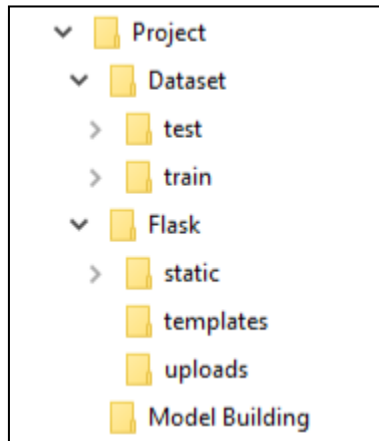 Project
Dataset
test
train
Flask
static
templates
uploads
Model Building